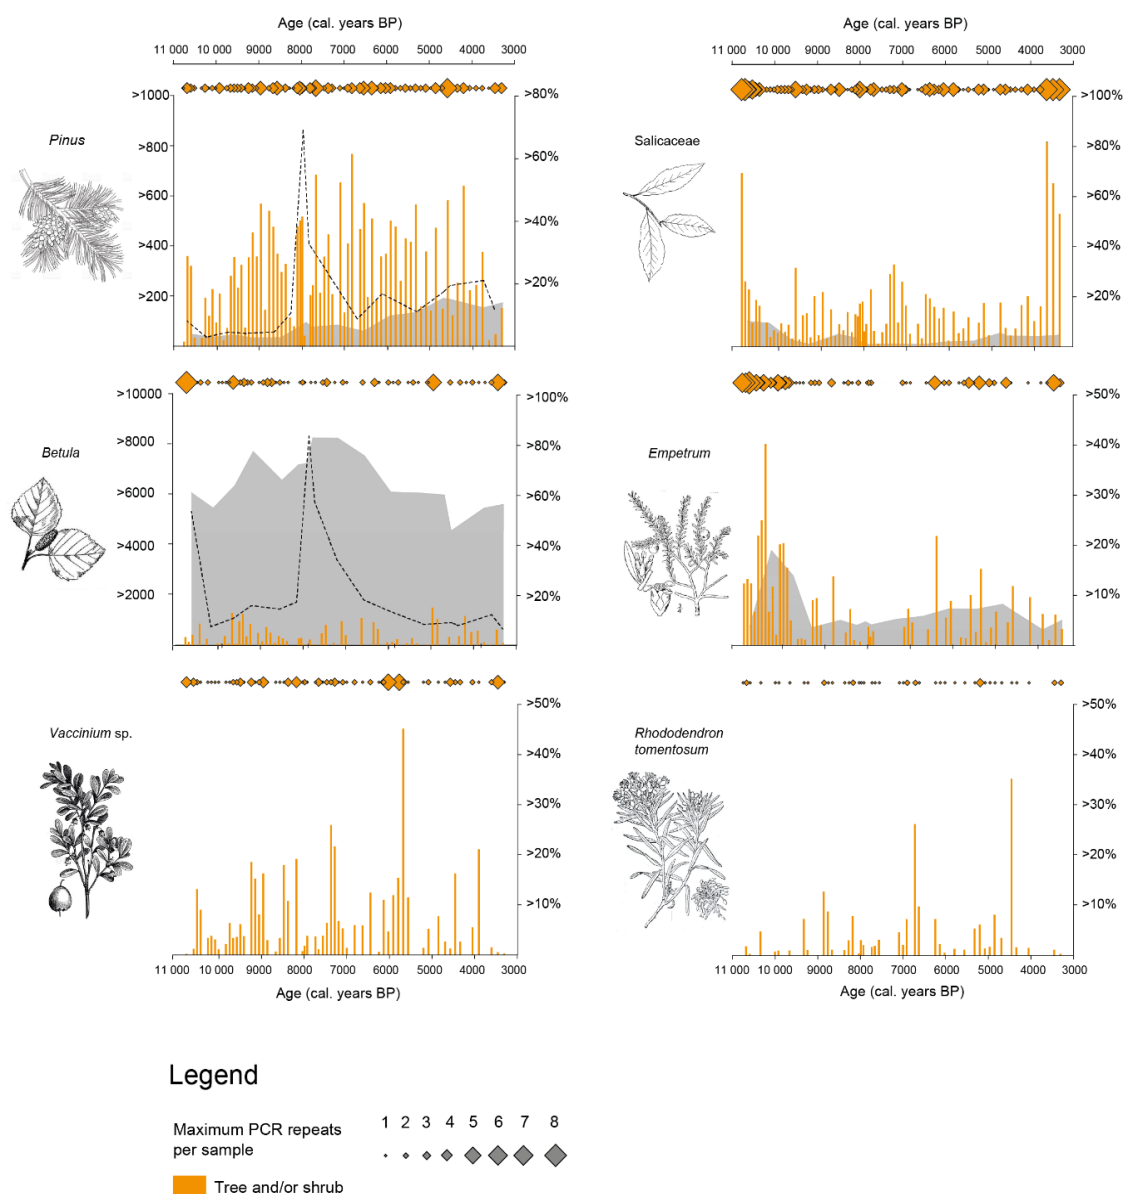 Age (cal. years BP)
11 000 10 000 9000 8000 7000 6000 5000 4000 3000
Pinus
>1000
>800
>600
>400
>200
>80%
>60%
>40%
>20%
Age (cal. years BP)
11 000 10 000 9000 8000 7000 6000 5000 4000 3000
Salicaceae
>100%
>80%
>60%
>40%
>20%
Betula
>10000
>8000
>6000
>4000
>2000
>100%
>80%
>60%
>40%
>20%
Empetrum
>50%
>40%
>30%
>20%
>10%
Vaccinium sp.
>50%
>40%
>30%
>20%
>10%
11 000 10 000 9000 8000 7000 6000 5000 4000 3000
Age (cal. years BP)
Rhododendron
tomentosum
>50%
>40%
>30%
>20%
>10%
11 000 10 000 9000 8000 7000 6000 5000 4000 3000
Age (cal. years BP)
Legend
Maximum PCR repeats
per sample
1 2 3 4 5 6 7 8
Tree and/or shrub